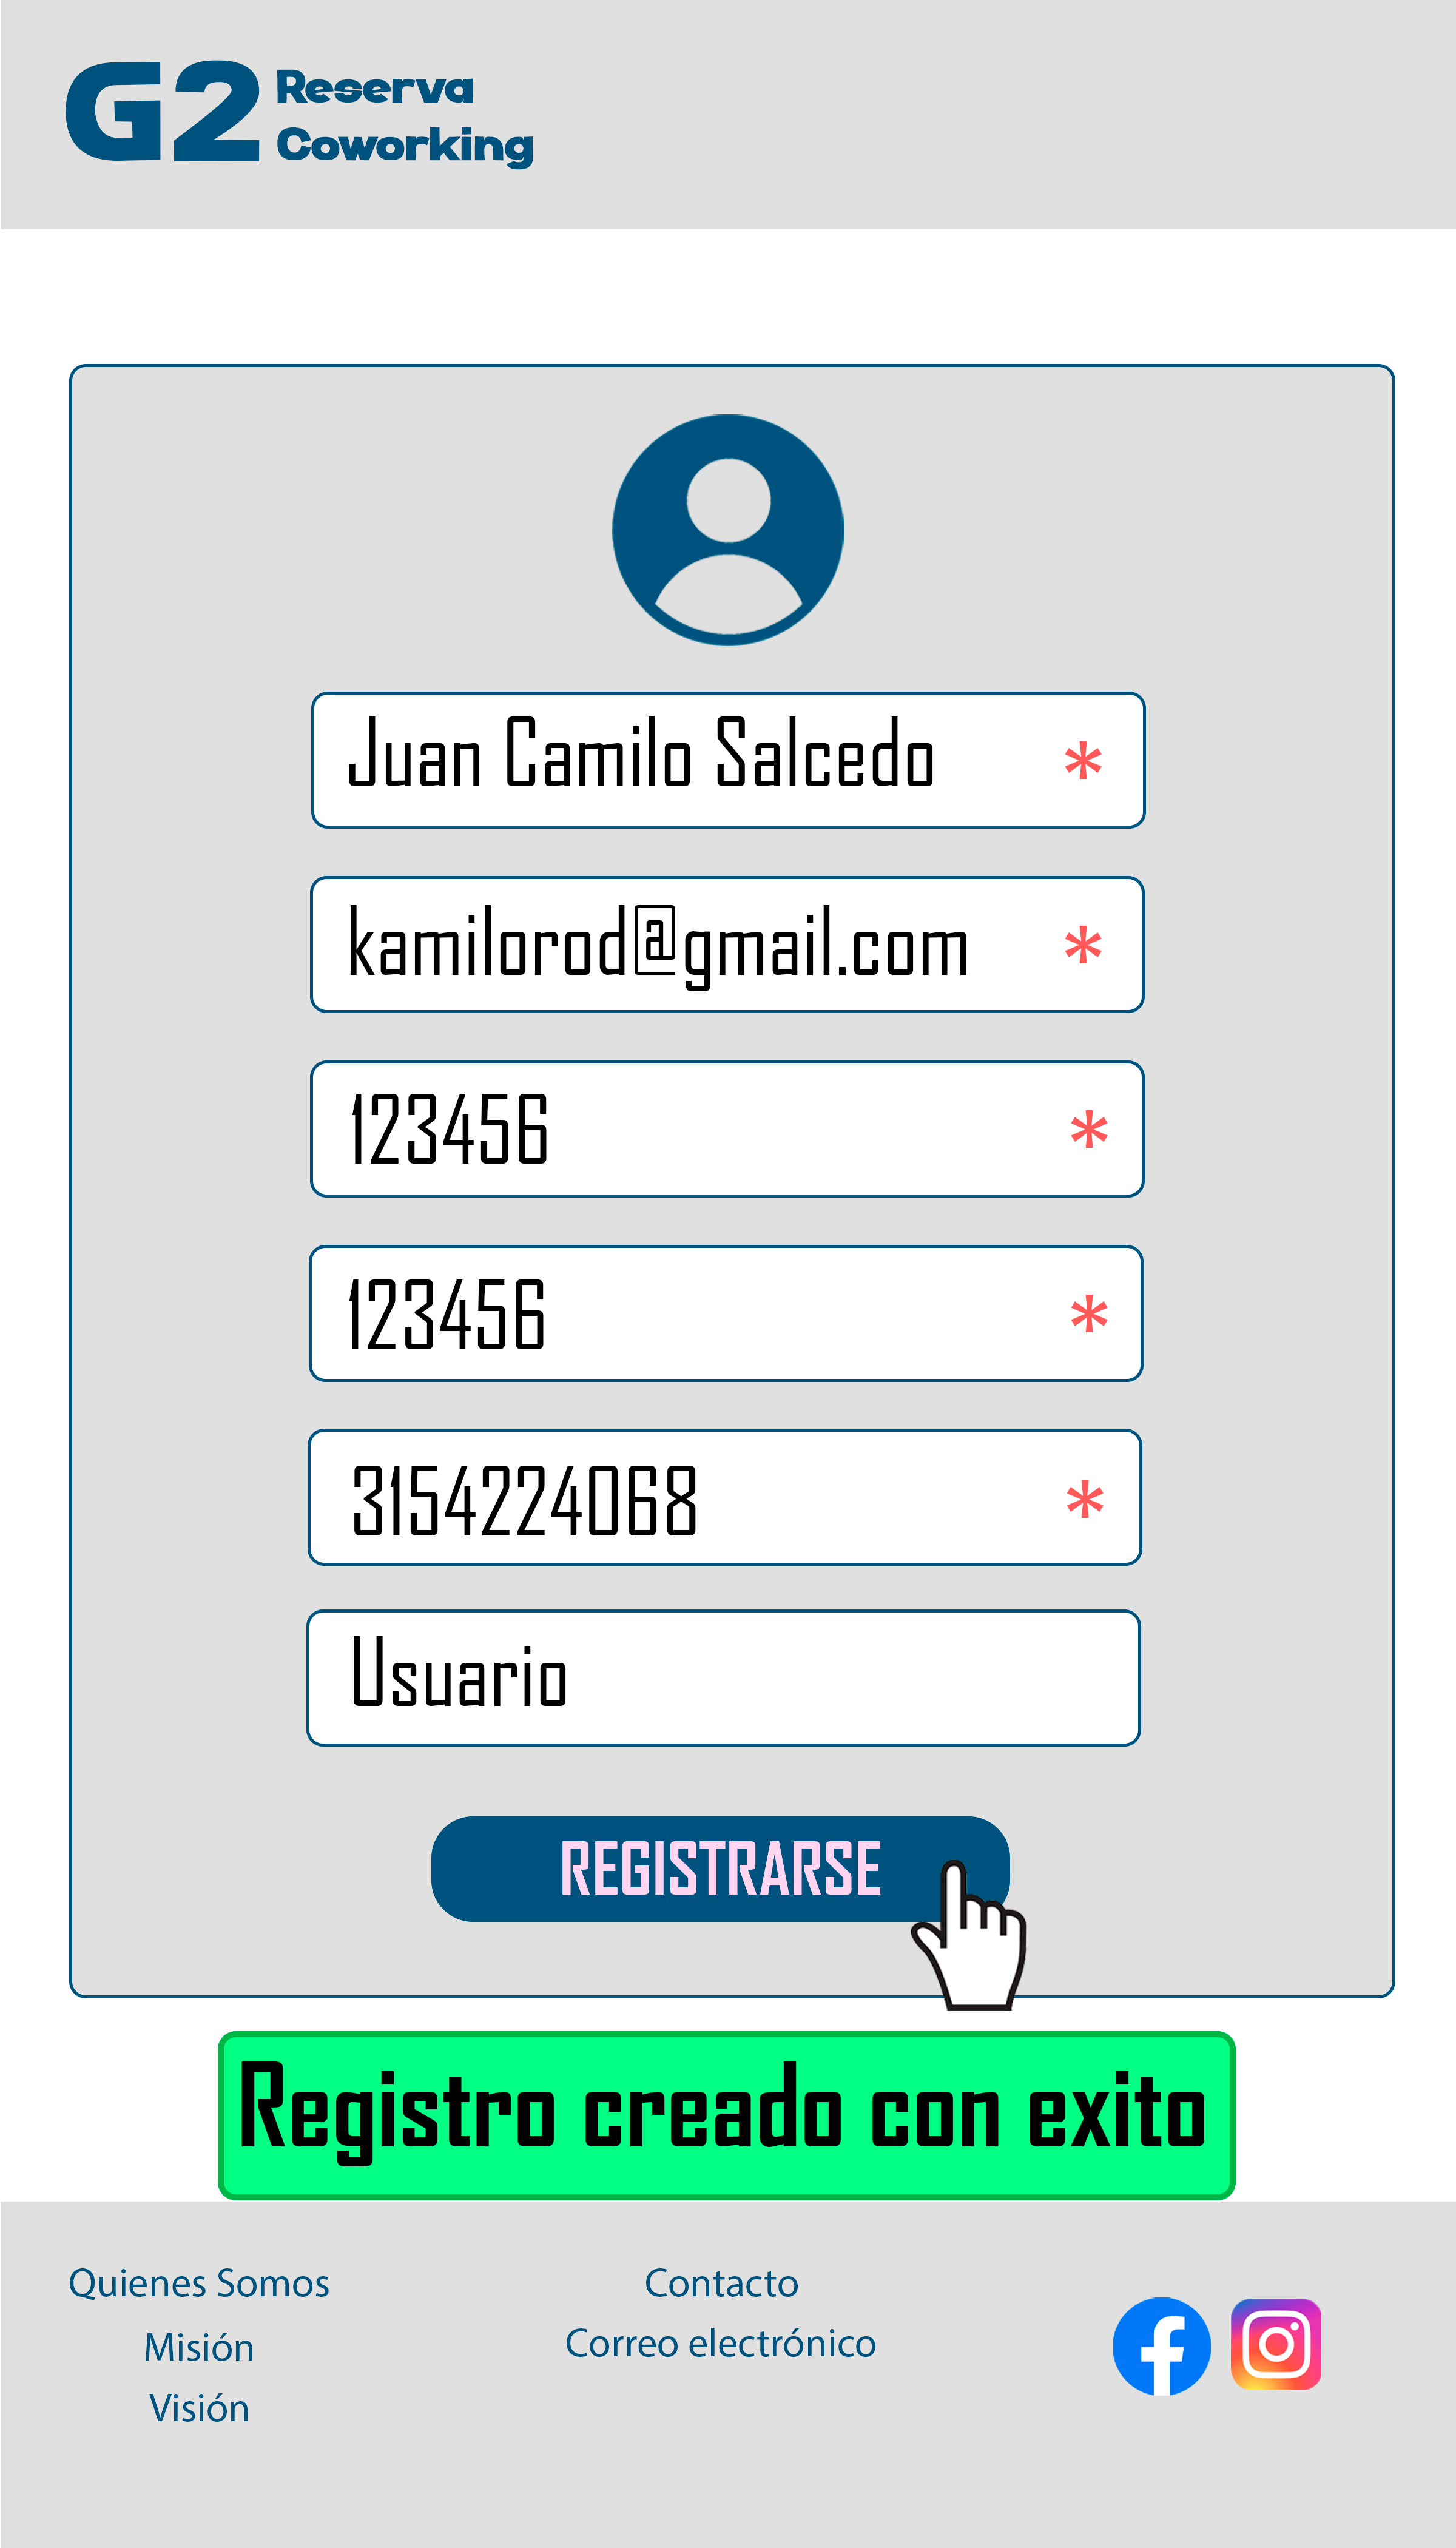 G2 Reserva
Coworking
Juan Camilo Salcedo *
kamilorod@gmail.com *
123456 *
123456 *
3154224068 *
Usuario
REGISTRARSE
Registro creado con exito
Quienes Somos
Misión
Visión
Contacto
Correo electrónico